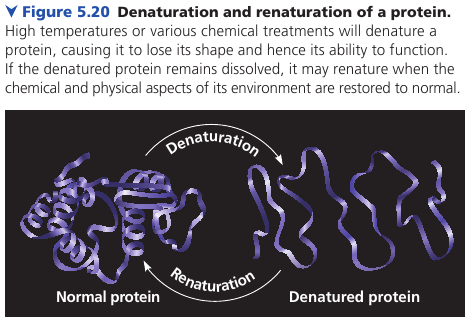 Figure 5.20 Denaturation and renaturation of a protein.
High temperatures or various chemical treatments will denature a
protein, causing it to lose its shape and hence its ability to function.
If the denatured protein remains dissolved, it may renature when the
chemical and physical aspects of its environment are restored to normal.
Denaturation
Renaturation
Normal protein
Denatured protein